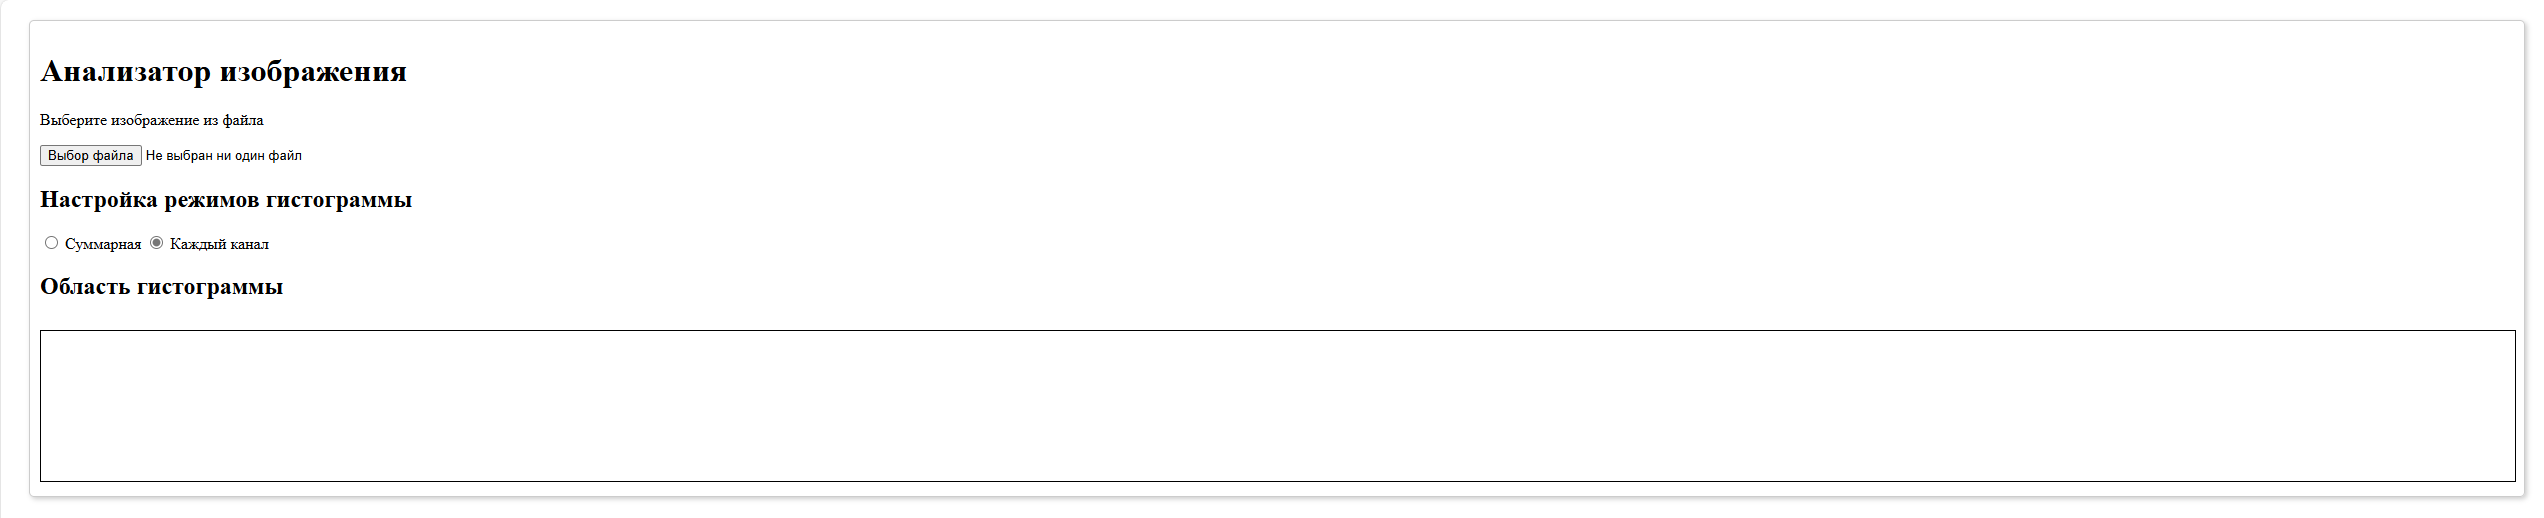 Анализатор изображения
Выберите изображение из файла
Выбор файла Не выбран ни один файл
Настройка режимов гистограммы
Суммарная Каждый канал
Область гистограммы